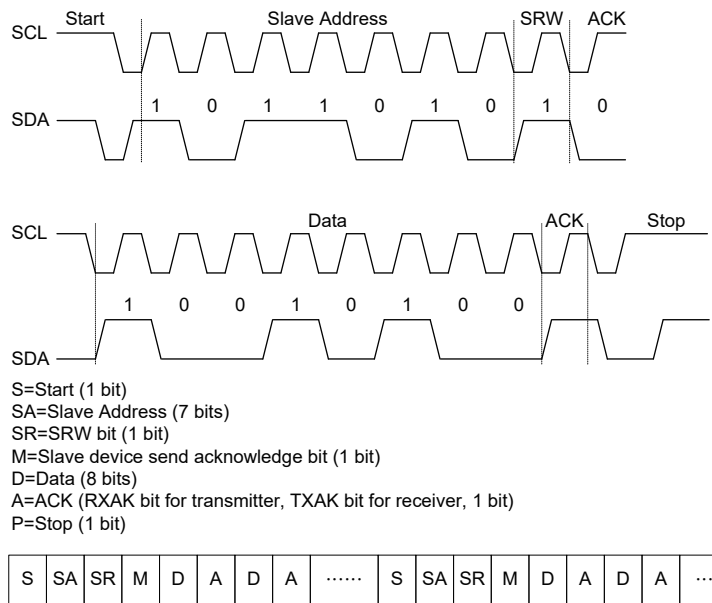 Start Slave Address SRW ACK
SCL
1 0 1 1 0 1 0 1 0
SDA
Data ACK Stop
SCL
1 0 0 1 0 1 0 0
SDA
S=Start (1 bit)
SA=Slave Address (7 bits)
SR=SRW bit (1 bit)
M=Slave device send acknowledge bit (1 bit)
D=Data (8 bits)
A=ACK (RXAK bit for transmitter, TXAK bit for receiver, 1 bit)
P=Stop (1 bit)
S SA SR M D A D A ...... S SA SR M D A D A ...